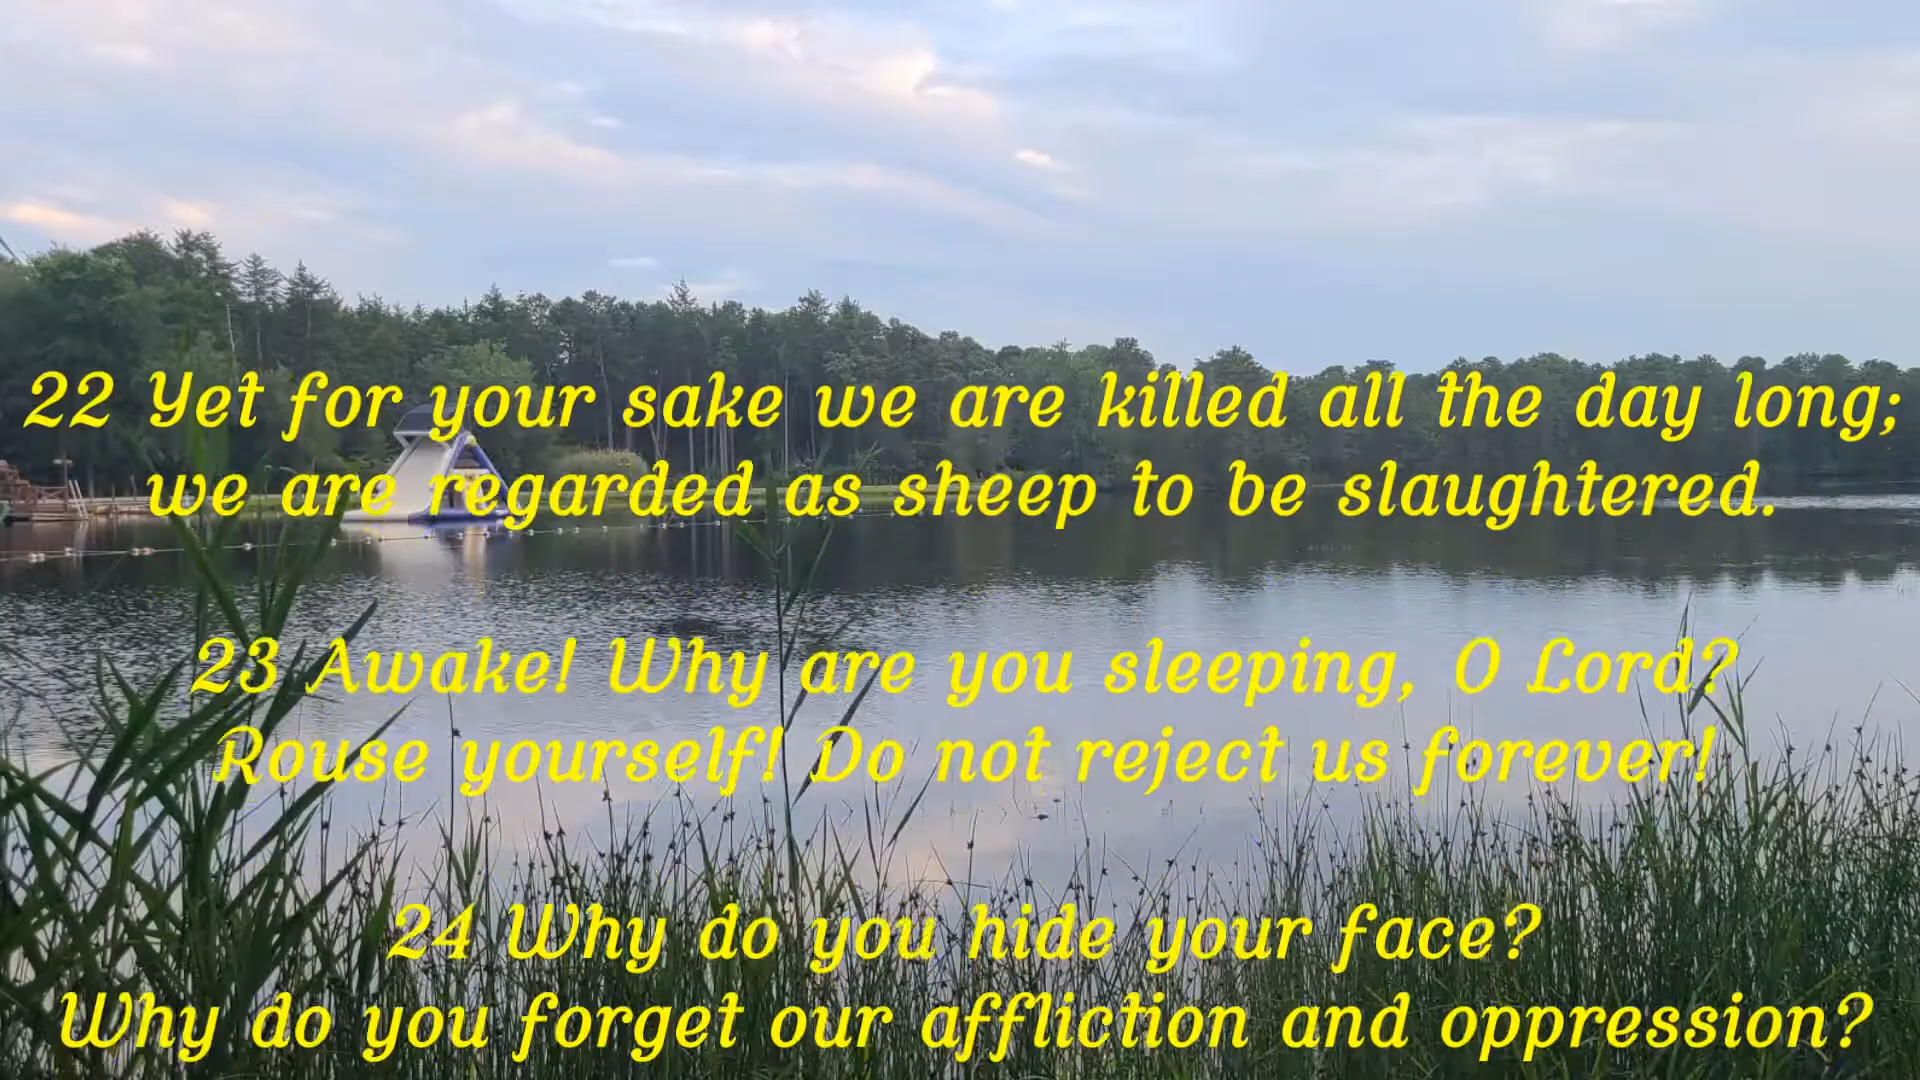 22 Yet for your sake we are killed all the day long;
we are regarded as sheep to be slaughtered.
23 Awake! Why are you sleeping, O Lord?
Rouse yourself! Do not reject us forever!
24 Why do you hide your face?
Why do you forget our affliction and oppression?